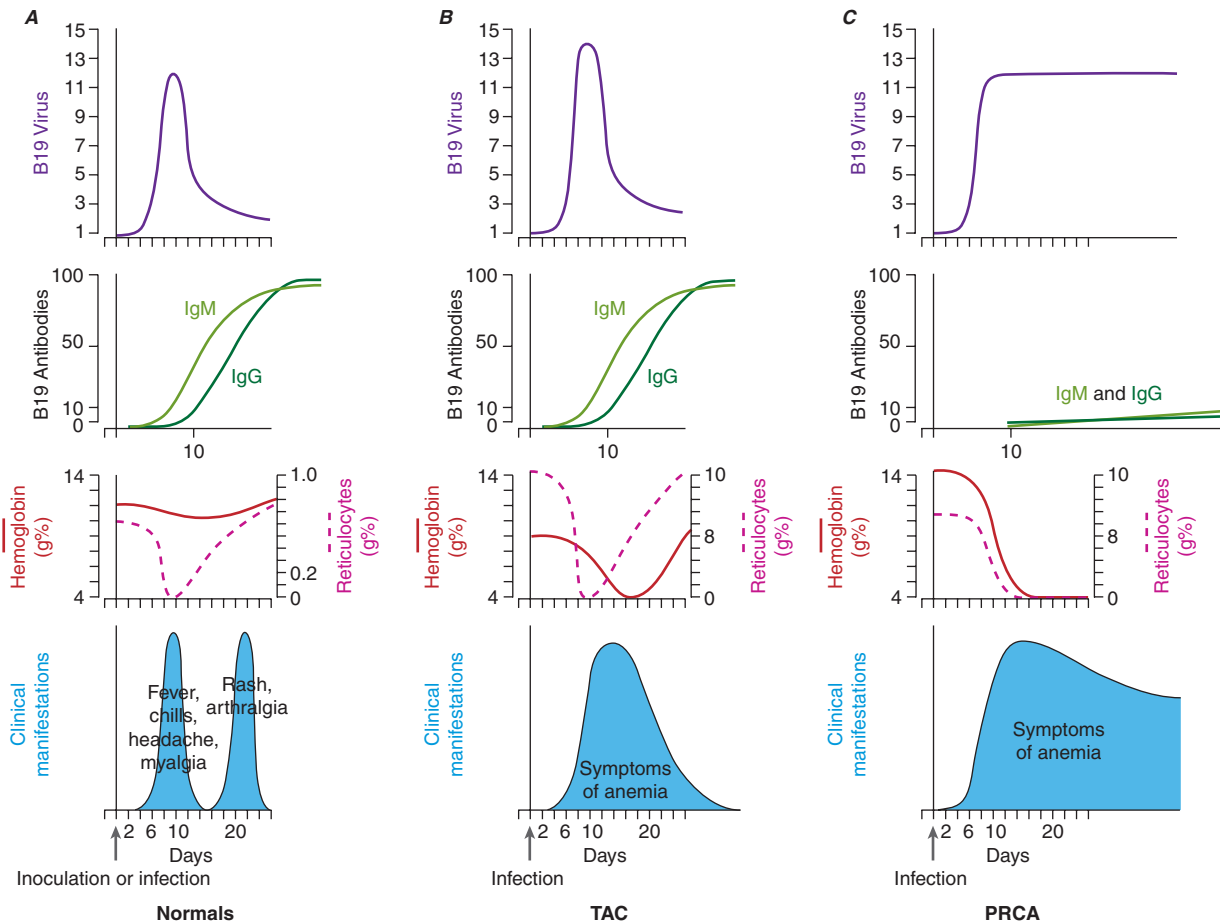 A
B19 Virus
15
13
11
9
7
5
3
1
B19 Antibodies
100
50
10
0
IgM
IgG
10
Hemoglobin
(g%)
14
4
1.0
0.2
0
Reticulocytes
(g%)
Clinical
manifestations
Fever,
chills,
headache,
myalgia
Rash,
arthralgia
2 6 10 20
Days
Inoculation or infection
Normals
B
B19 Virus
15
13
11
9
7
5
3
1
B19 Antibodies
100
50
10
0
IgM
IgG
10
Hemoglobin
(g%)
14
4
10
8
0
Reticulocytes
(g%)
Clinical
manifestations
Symptoms
of anemia
2 6 10 20
Days
Infection
TAC
C
B19 Virus
15
13
11
9
7
5
3
1
B19 Antibodies
100
50
10
0
IgM and IgG
10
Hemoglobin
(g%)
14
4
10
8
0
Reticulocytes
(g%)
Clinical
manifestations
Symptoms
of anemia
2 6 10 20
Days
Infection
PRCA